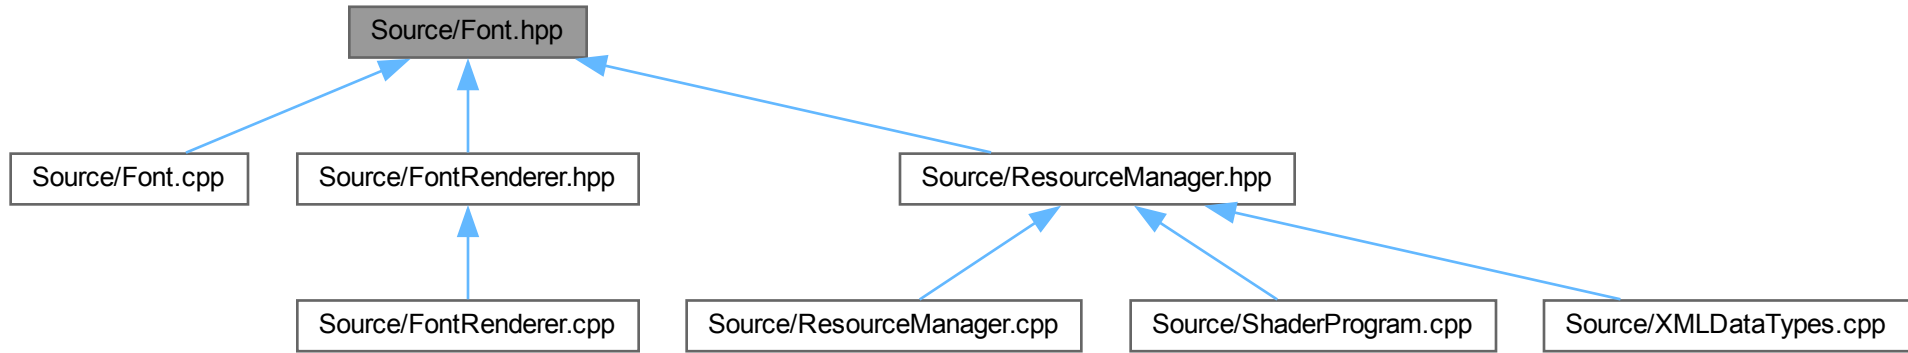 Source/Font.hpp
Source/Font.cpp
Source/FontRenderer.hpp
Source/ResourceManager.hpp
Source/FontRenderer.cpp
Source/ResourceManager.cpp
Source/ShaderProgram.cpp
Source/XMLDataTypes.cpp